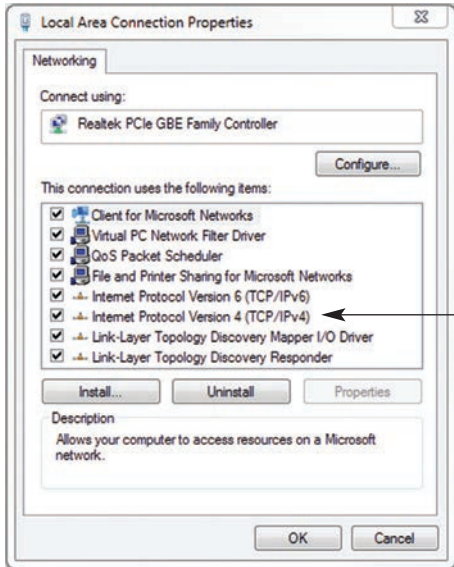 Local Area Connection Properties
Networking
Connect using:
Realtek PCIe GBE Family Controller
Configure...
This connection uses the following items:
Client for Microsoft Networks
Virtual PC Network Filter Driver
QoS Packet Scheduler
File and Printer Sharing for Microsoft Networks
Internet Protocol Version 6 (TCP/IPv6)
Internet Protocol Version 4 (TCP/IPv4)
Link-Layer Topology Discovery Mapper I/O Driver
Link-Layer Topology Discovery Responder
Install... Uninstall Properties
Description
Allows your computer to access resources on a Microsoft
network.
OK Cancel